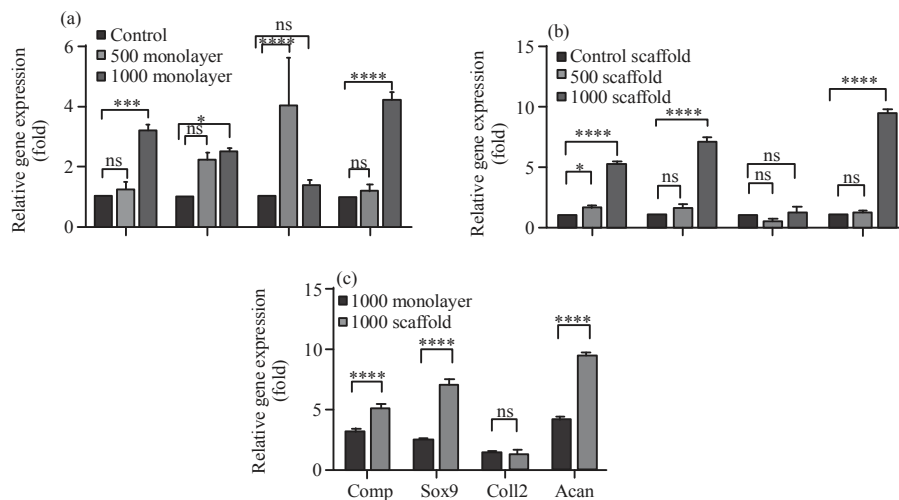 (a)
Control
500 monolayer
1000 monolayer
Relative gene expression
(fold)
6
4
2
0
ns
***
ns
*
****
ns
ns
****
(b)
Control scaffold
500 scaffold
1000 scaffold
Relative gene expression
(fold)
15
10
5
0
*
****
ns
****
ns
ns
ns
****
(c)
1000 monolayer
1000 scaffold
Relative gene expression
(fold)
15
10
5
0
****
****
ns
****
Comp Sox9 Coll2 Acan